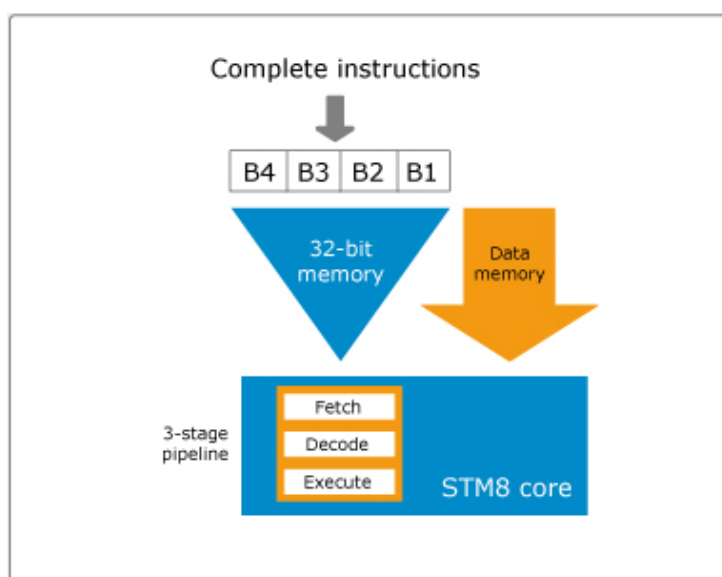 Complete instructions
B4 B3 B2 B1
32-bit
memory
Data
memory
3-stage
pipeline
Fetch
Decode
Execute
STM8 core